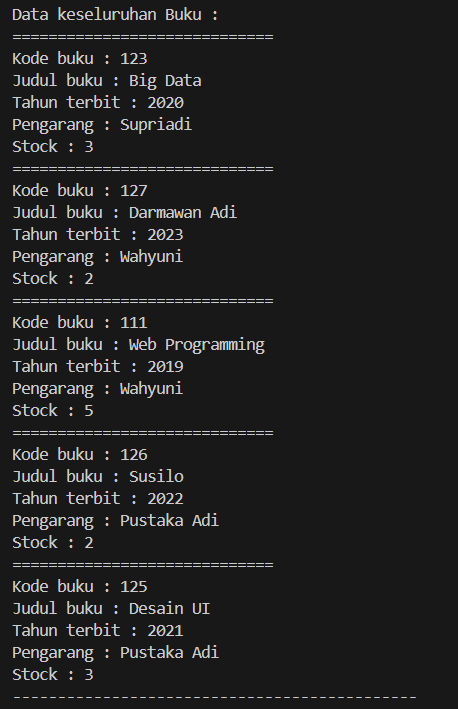 Data keseluruhan Buku :
=============================
Kode buku : 123
Judul buku : Big Data
Tahun terbit : 2020
Pengarang : Supriadi
Stock : 3
=============================
Kode buku : 127
Judul buku : Darmawan Adi
Tahun terbit : 2023
Pengarang : Wahyuni
Stock : 2
=============================
Kode buku : 111
Judul buku : Web Programming
Tahun terbit : 2019
Pengarang : Wahyuni
Stock : 5
=============================
Kode buku : 126
Judul buku : Susilo
Tahun terbit : 2022
Pengarang : Pustaka Adi
Stock : 2
=============================
Kode buku : 125
Judul buku : Desain UI
Tahun terbit : 2021
Pengarang : Pustaka Adi
Stock : 3
---------------------------------------------